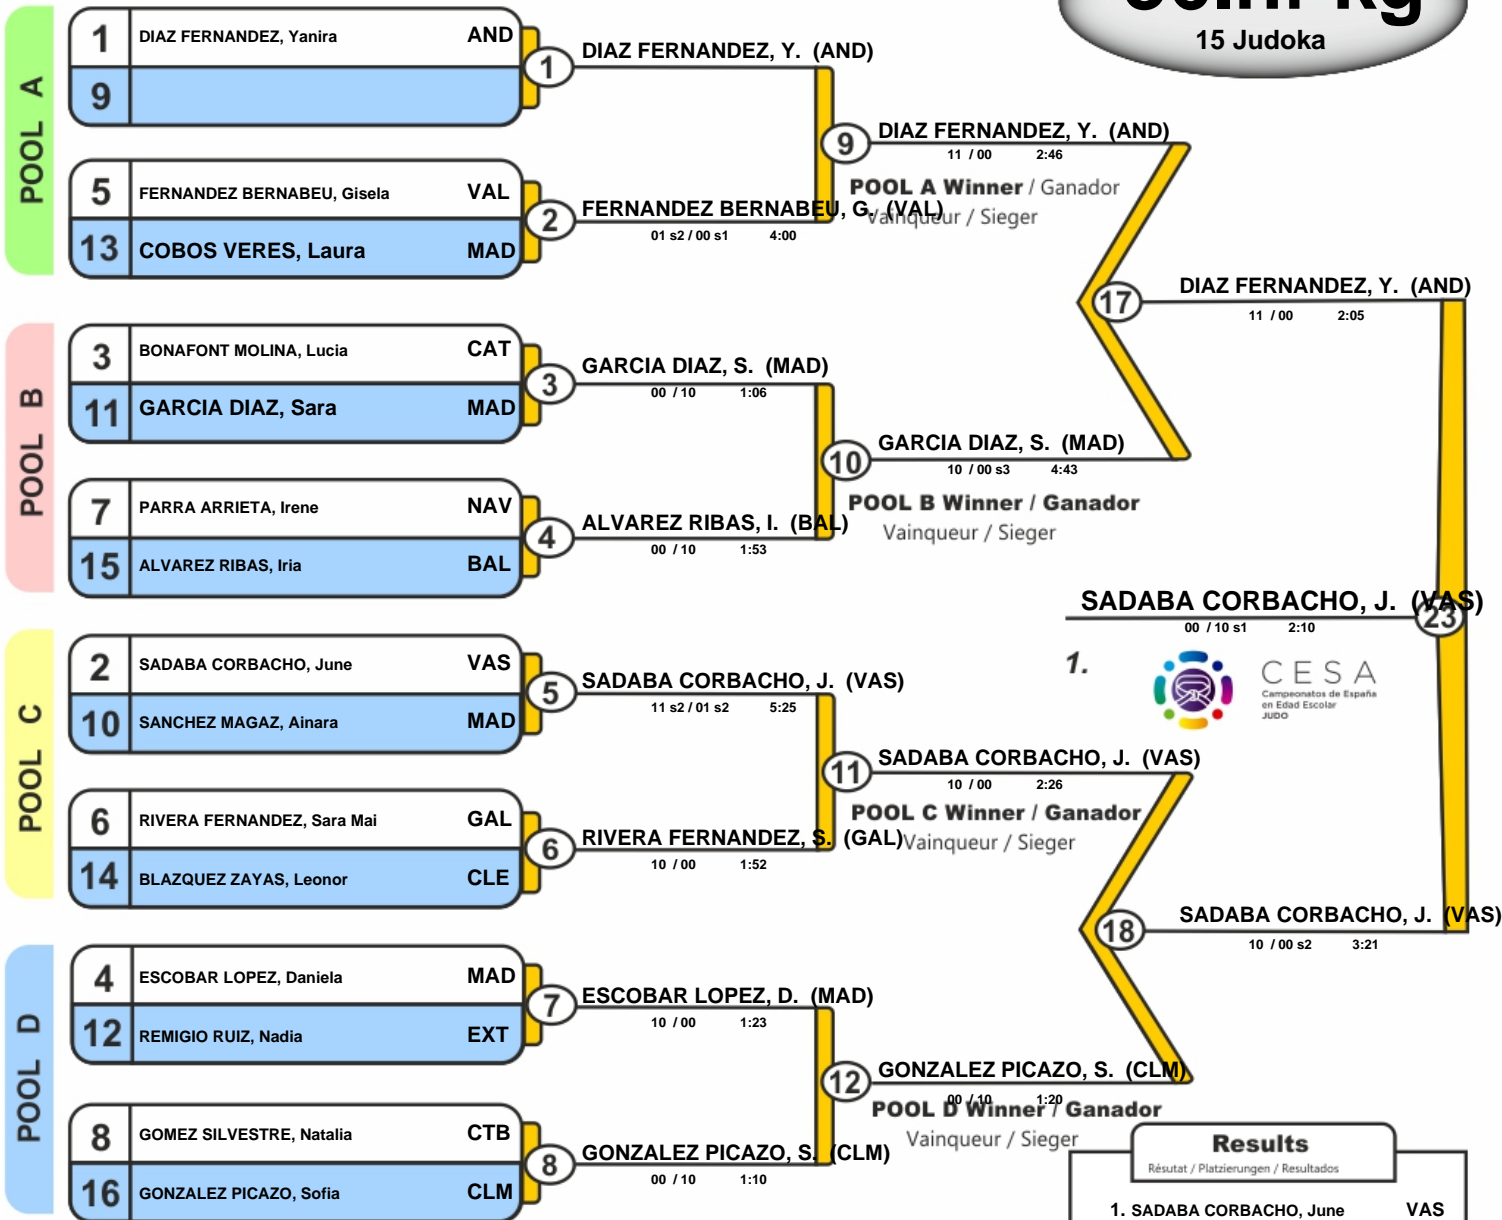 15 Judoka
POOL A
1 DIAZ FERNANDEZ, Yanira AND
9
1 DIAZ FERNANDEZ, Y. (AND)
5 FERNANDEZ BERNABEU, Gisela VAL
13 COBOS VERES, Laura MAD
2 FERNANDEZ BERNABEU, G. (VAL)
01 s2 / 00 s1 4:00
9 DIAZ FERNANDEZ, Y. (AND)
11 / 00 2:46
POOL A Winner / Ganador
Vainqueur / Sieger
POOL B
3 BONAFONT MOLINA, Lucia CAT
11 GARCIA DIAZ, Sara MAD
3 GARCIA DIAZ, S. (MAD)
00 / 10 1:06
7 PARRA ARRIETA, Irene NAV
15 ALVAREZ RIBAS, Iria BAL
4 ALVAREZ RIBAS, I. (BAL)
00 / 10 1:53
10 GARCIA DIAZ, S. (MAD)
10 / 00 s3 4:43
POOL B Winner / Ganador
Vainqueur / Sieger
17 DIAZ FERNANDEZ, Y. (AND)
11 / 00 2:05
POOL C
2 SADABA CORBACHO, June VAS
10 SANCHEZ MAGAZ, Ainara MAD
5 SADABA CORBACHO, J. (VAS)
11 s2 / 01 s2 5:25
6 RIVERA FERNANDEZ, Sara Mai GAL
14 BLAZQUEZ ZAYAS, Leonor CLE
6 RIVERA FERNANDEZ, S. (GAL)
10 / 00 1:52
11 SADABA CORBACHO, J. (VAS)
10 / 00 2:26
POOL C Winner / Ganador
Vainqueur / Sieger
POOL D
4 ESCOBAR LOPEZ, Daniela MAD
12 REMIGIO RUIZ, Nadia EXT
7 ESCOBAR LOPEZ, D. (MAD)
10 / 00 1:23
8 GOMEZ SILVESTRE, Natalia CTB
16 GONZALEZ PICAZO, Sofia CLM
8 GONZALEZ PICAZO, S. (CLM)
00 / 10 1:10
12 GONZALEZ PICAZO, S. (CLM)
00 / 10 1:20
POOL D Winner / Ganador
Vainqueur / Sieger
18 SADABA CORBACHO, J. (VAS)
10 / 00 s2 3:21
SADABA CORBACHO, J. (VAS) 23
00 / 10 s1 2:10
1.
CESA
Campeonatos de España
en Edad Escolar
JUDO
Results
Résutat / Platzierungen / Resultados
1. SADABA CORBACHO, June VAS